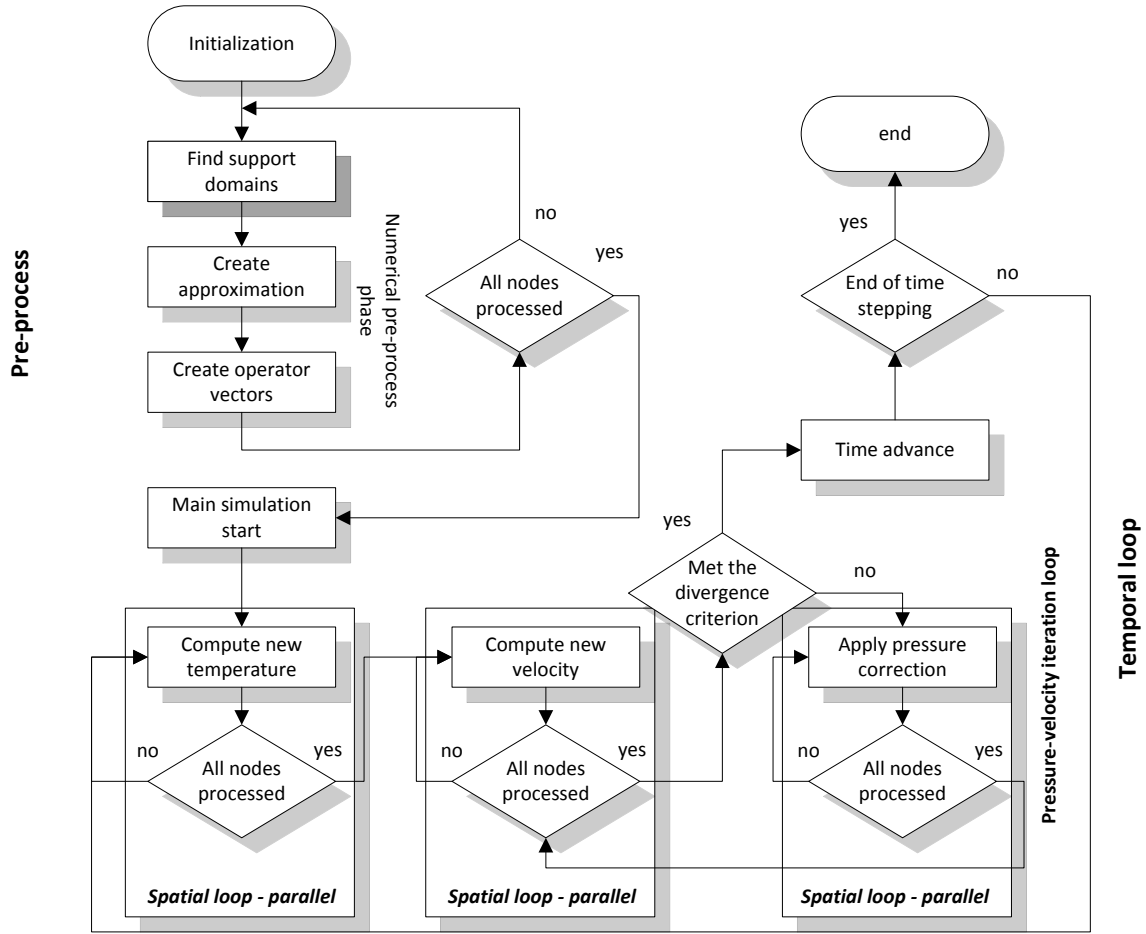 Initialization
Find support
domains
Create
approximation
Create operator
vectors
Numerical pre-process
phase
no
yes
All nodes
processed
Pre-process
Main simulation
start
end
yes
no
End of time
stepping
Time advance
yes
no
Met the
divergence
criterion
Compute new
temperature
no
yes
All nodes
processed
Spatial loop - parallel
Compute new
velocity
no
yes
All nodes
processed
Spatial loop - parallel
Apply pressure
correction
no
yes
All nodes
processed
Spatial loop - parallel
Pressure-velocity iteration loop
Temporal loop